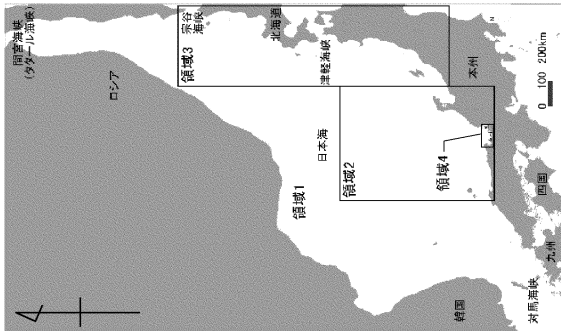 間宮海峡
(タタール海峡)
ロシア
宗谷
海峡
領域3
北海道
津軽海峡
領域1
日本海
領域2
領域4
本州
韓国
四国
九州
対馬海峡
0 100 200km